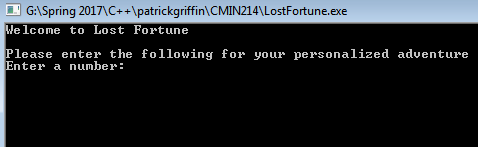 G:\Spring 2017\C++\patrickgriffin\CMIN214\LostFortune.exe
Welcome to Lost Fortune
Please enter the following for your personalized adventure
Enter a number: